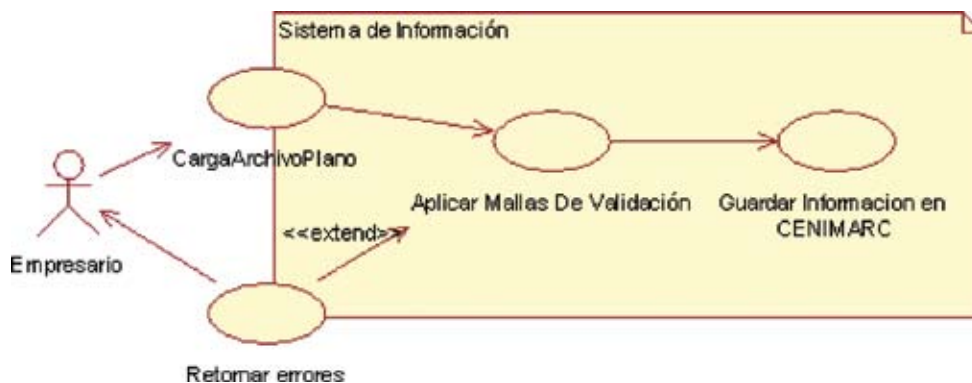 Sistema de Información
CargaArchivoPlano
Aplicar Mallas De Validación
Guardar Informacion en
CENIMARC
<<extend>>
Empresario
Retornar errores